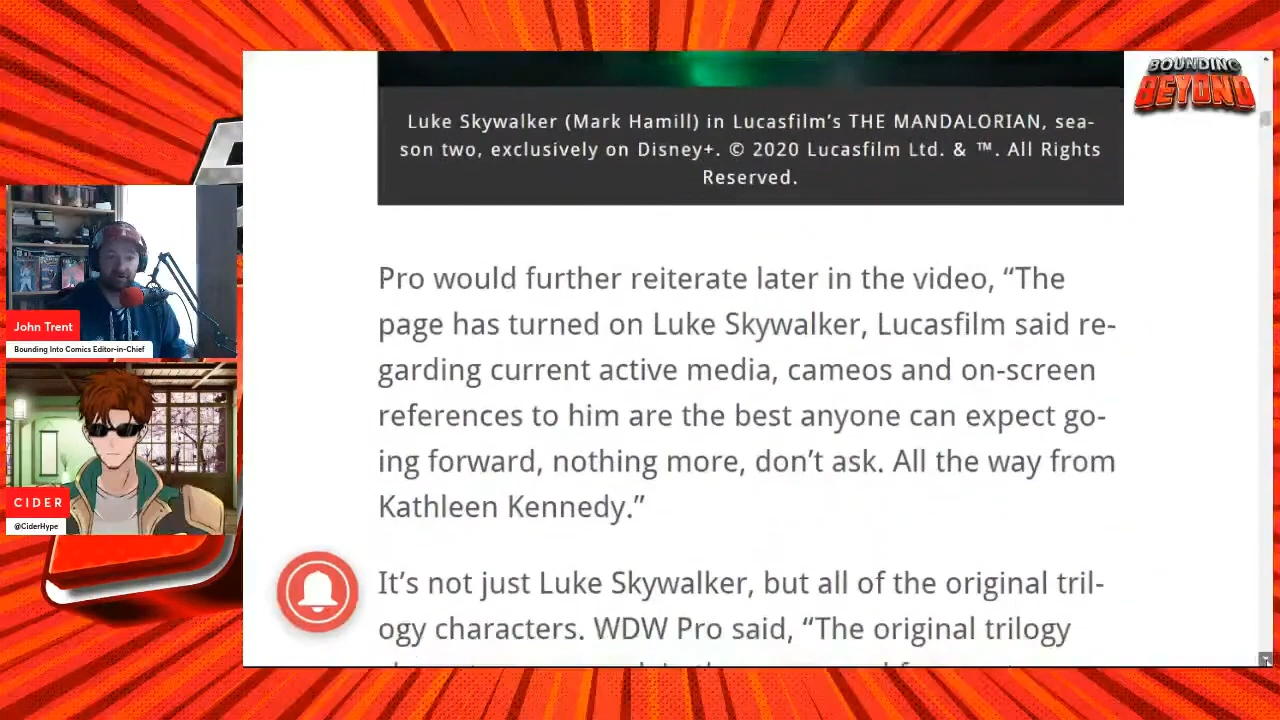 BOUNDING
BEYOND
Luke Skywalker (Mark Hamill) in Lucasfilm’s THE MANDALORIAN, sea-
son two, exclusively on Disney+. © 2020 Lucasfilm Ltd. & ™. All Rights
Reserved.
Pro would further reiterate later in the video, “The
page has turned on Luke Skywalker, Lucasfilm said re-
garding current active media, cameos and on-screen
references to him are the best anyone can expect go-
ing forward, nothing more, don’t ask. All the way from
Kathleen Kennedy.”
It’s not just Luke Skywalker, but all of the original tril-
ogy characters. WDW Pro said, “The original trilogy
John Trent
Bounding Into Comics Editor-in-Chief
CIDER
@CiderHype